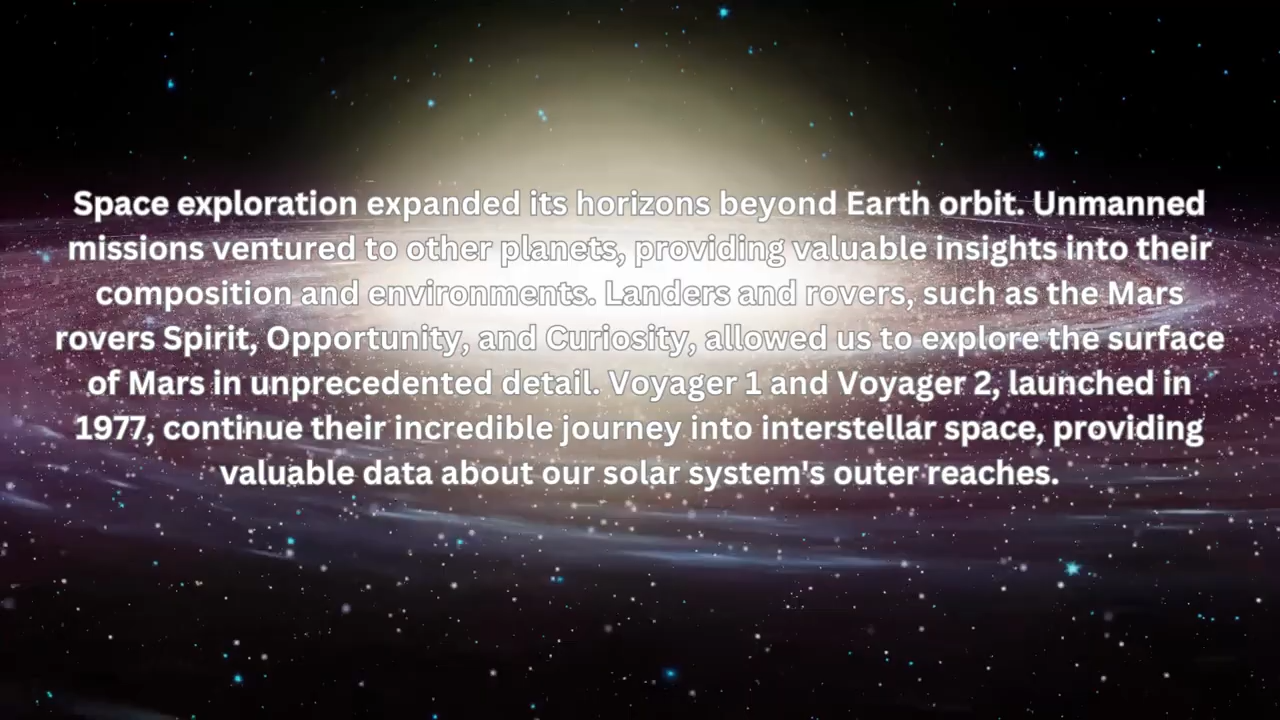 Space exploration expanded its horizons beyond Earth orbit. Unmanned
missions ventured to other planets, providing valuable insights into their
composition and environments. Landers and rovers, such as the Mars
rovers Spirit, Opportunity, and Curiosity, allowed us to explore the surface
of Mars in unprecedented detail. Voyager 1 and Voyager 2, launched in
1977, continue their incredible journey into interstellar space, providing
valuable data about our solar system's outer reaches.